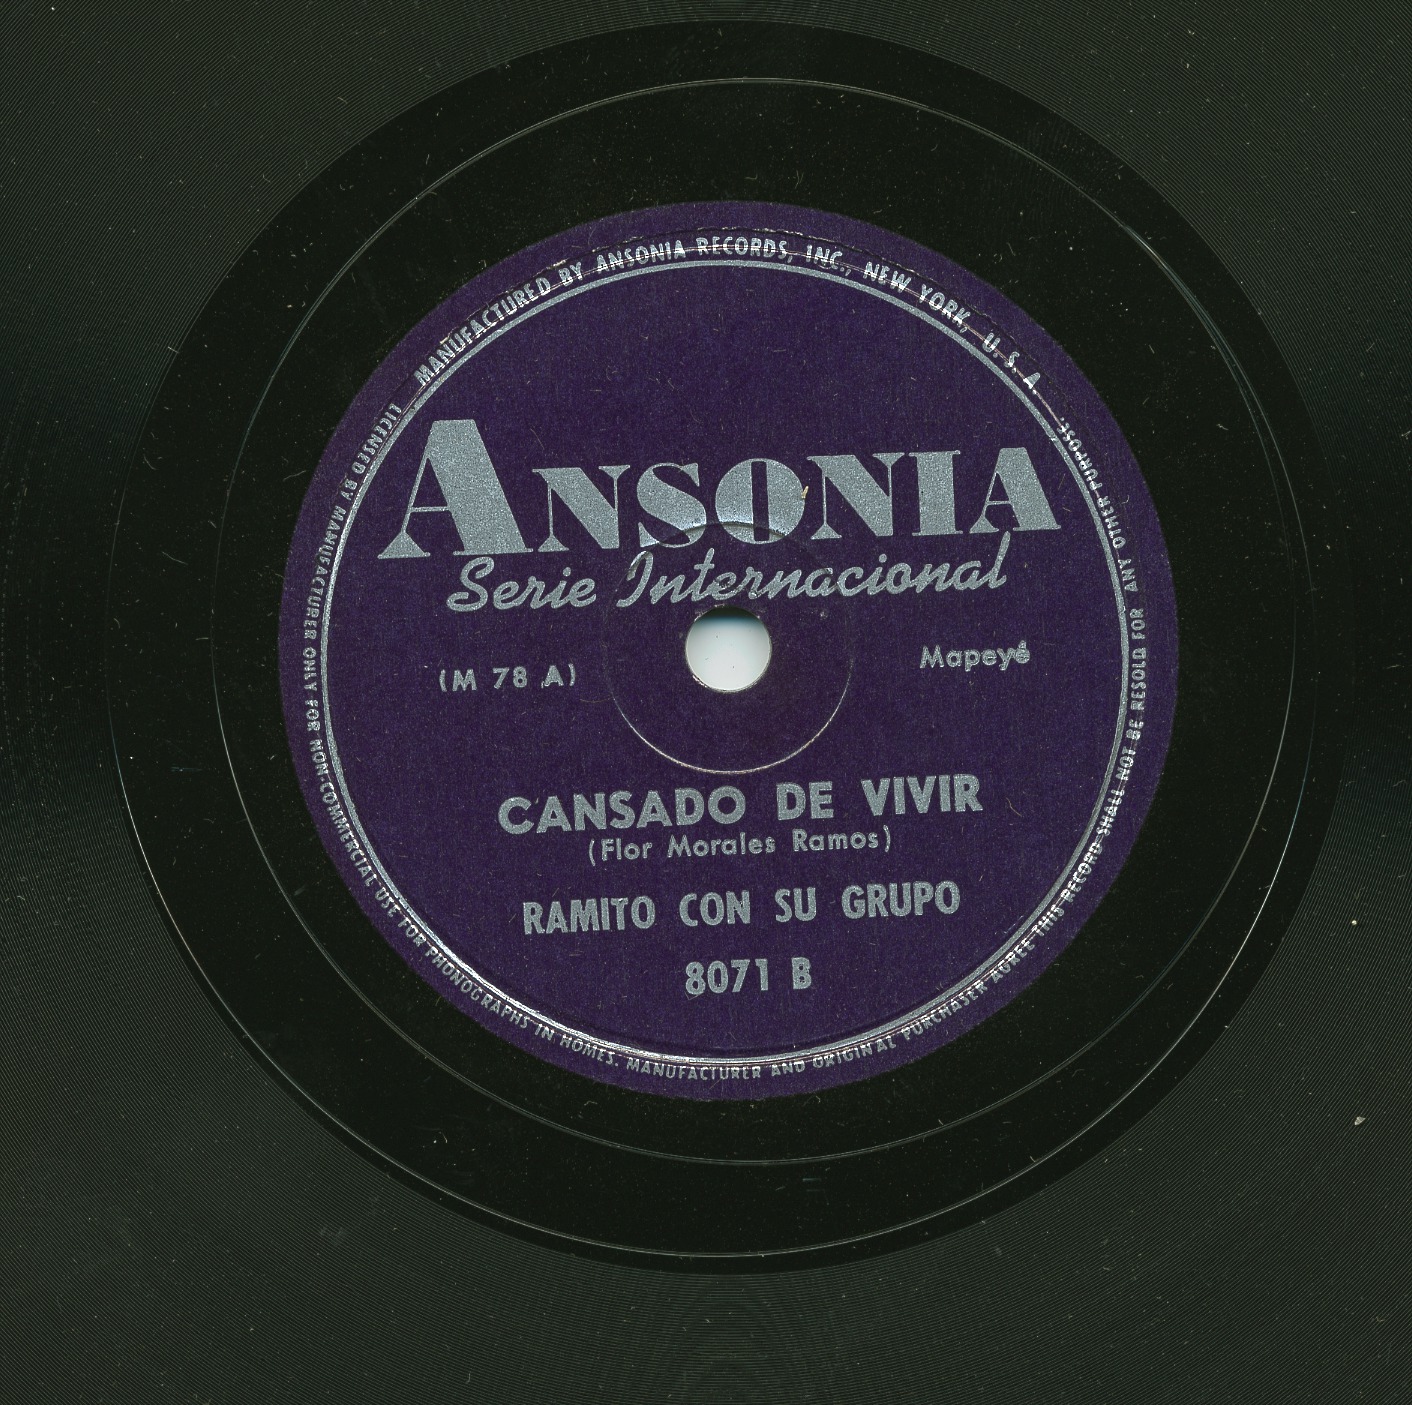 MANUFACTURED BY ANSONIA RECORDS, INC., NEW YORK, U. S. A.
ANSONIA
Serie Internacional
(M 78 A)
Mapeyé
CANSADO DE VIVIR
(Flor Morales Ramos)
RAMITO CON SU GRUPO
8071 B
LICENSED BY MANUFACTURER ONLY FOR NON-COMMERCIAL USE FOR PHONOGRAPHS IN HOMES. MANUFACTURER AND ORIGINAL PURCHASER AGREE THIS RECORD SHALL NOT BE RESOLD FOR ANY OTHER PURPOSE.